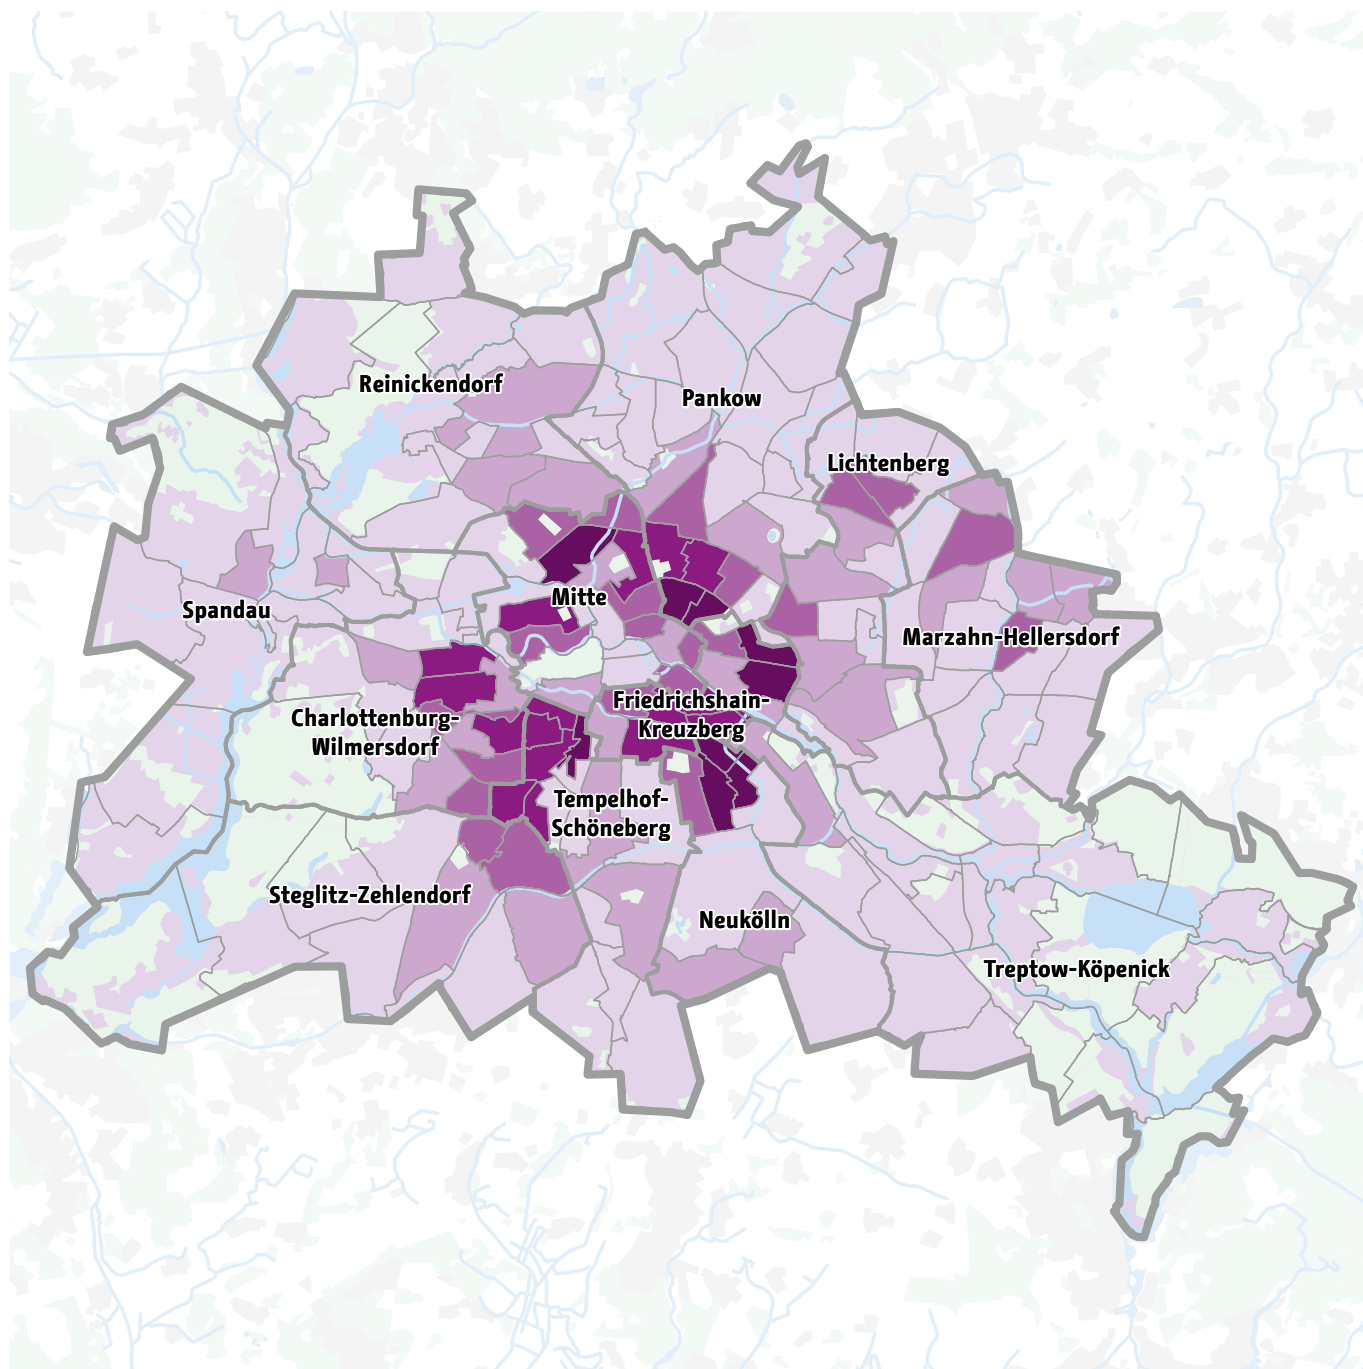 Reinickendorf
Pankow
Lichtenberg
Mitte
Spandau
Marzahn-Hellersdorf
Friedrichshain-
Kreuzberg
Charlottenburg-
Wilmersdorf
Tempelhof-
Schöneberg
Steglitz-Zehlendorf
Neukölln
Treptow-Köpenick